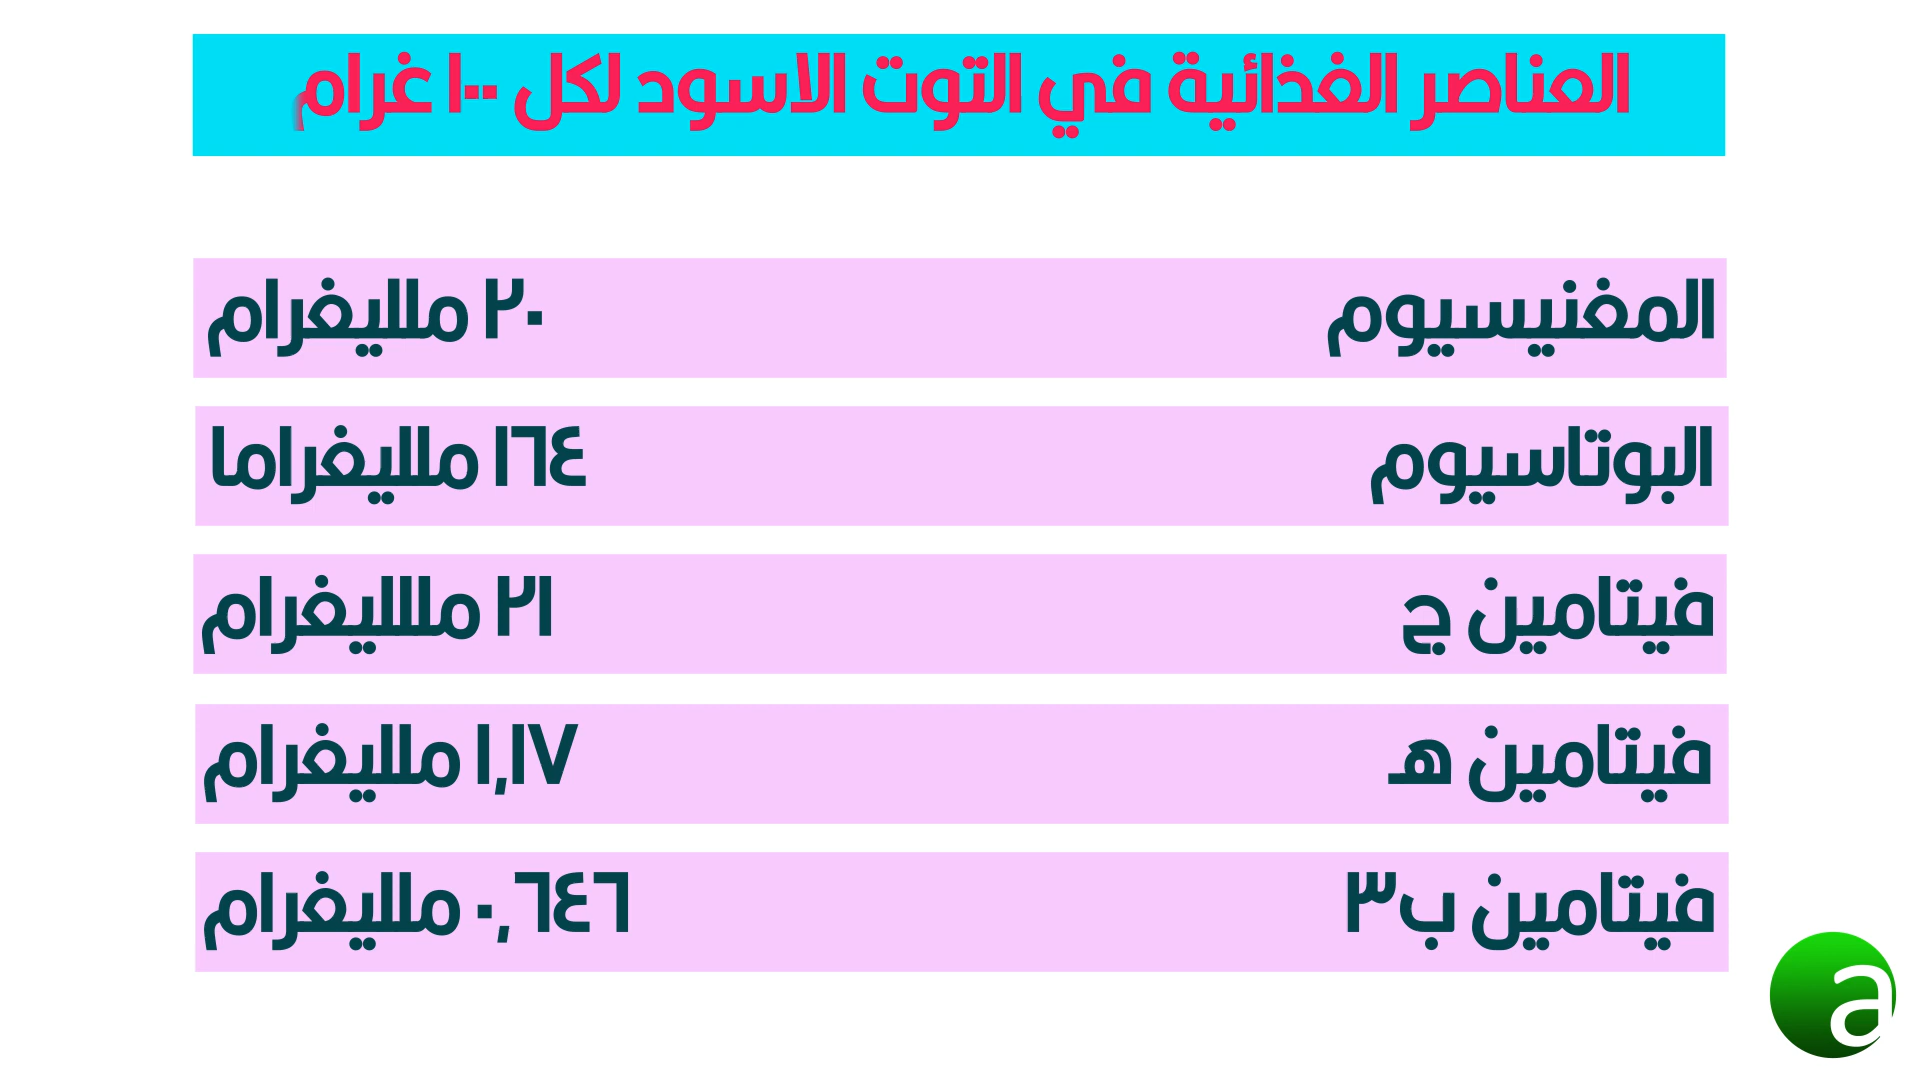 العناصر الغذائية في التوت الاسود لكل ١٠٠ غرام
المغنيسيوم ٢٠ ملليغرام
البوتاسيوم ١٦٤ ملليغراما
فيتامين ج ٢١ مللليغرام
فيتامين هـ ١,١٧ ملليغرام
فيتامين ب٣ ٠,٦٤٦ ملليغرام
a